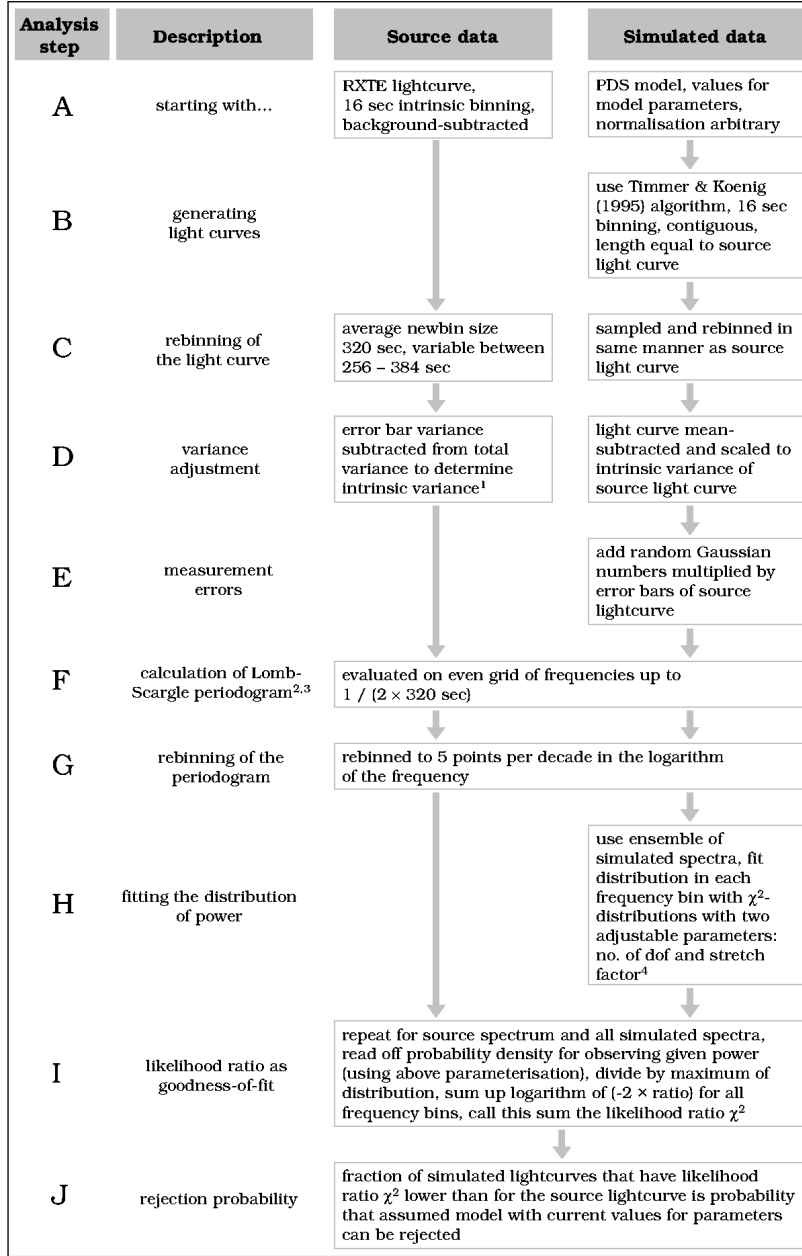 Analysis
step
Description
Source data
Simulated data
A
starting with...
RXTE lightcurve,
16 sec intrinsic binning,
background-subtracted
PDS model, values for
model parameters,
normalisation arbitrary
B
generating
light curves
use Timmer & Koenig
(1995) algorithm, 16 sec
binning, contiguous,
length equal to source
light curve
C
rebinning of
the light curve
average newbin size
320 sec, variable between
256 – 384 sec
sampled and rebinned in
same manner as source
light curve
D
variance
adjustment
error bar variance
subtracted from total
variance to determine
intrinsic variance¹
light curve mean-
subtracted and scaled to
intrinsic variance of
source light curve
E
measurement
errors
add random Gaussian
numbers multiplied by
error bars of source
lightcurve
F
calculation of Lomb-
Scargle periodogram²,³
evaluated on even grid of frequencies up to
1 / (2 × 320 sec)
G
rebinning of the
periodogram
rebinned to 5 points per decade in the logarithm
of the frequency
H
fitting the distribution
of power
use ensemble of
simulated spectra, fit
distribution in each
frequency bin with χ²-
distributions with two
adjustable parameters:
no. of dof and stretch
factor⁴
I
likelihood ratio as
goodness-of-fit
repeat for source spectrum and all simulated spectra,
read off probability density for observing given power
(using above parameterisation), divide by maximum of
distribution, sum up logarithm of (-2 × ratio) for all
frequency bins, call this sum the likelihood ratio χ²
J
rejection probability
fraction of simulated lightcurves that have likelihood
ratio χ² lower than for the source lightcurve is probability
that assumed model with current values for parameters
can be rejected